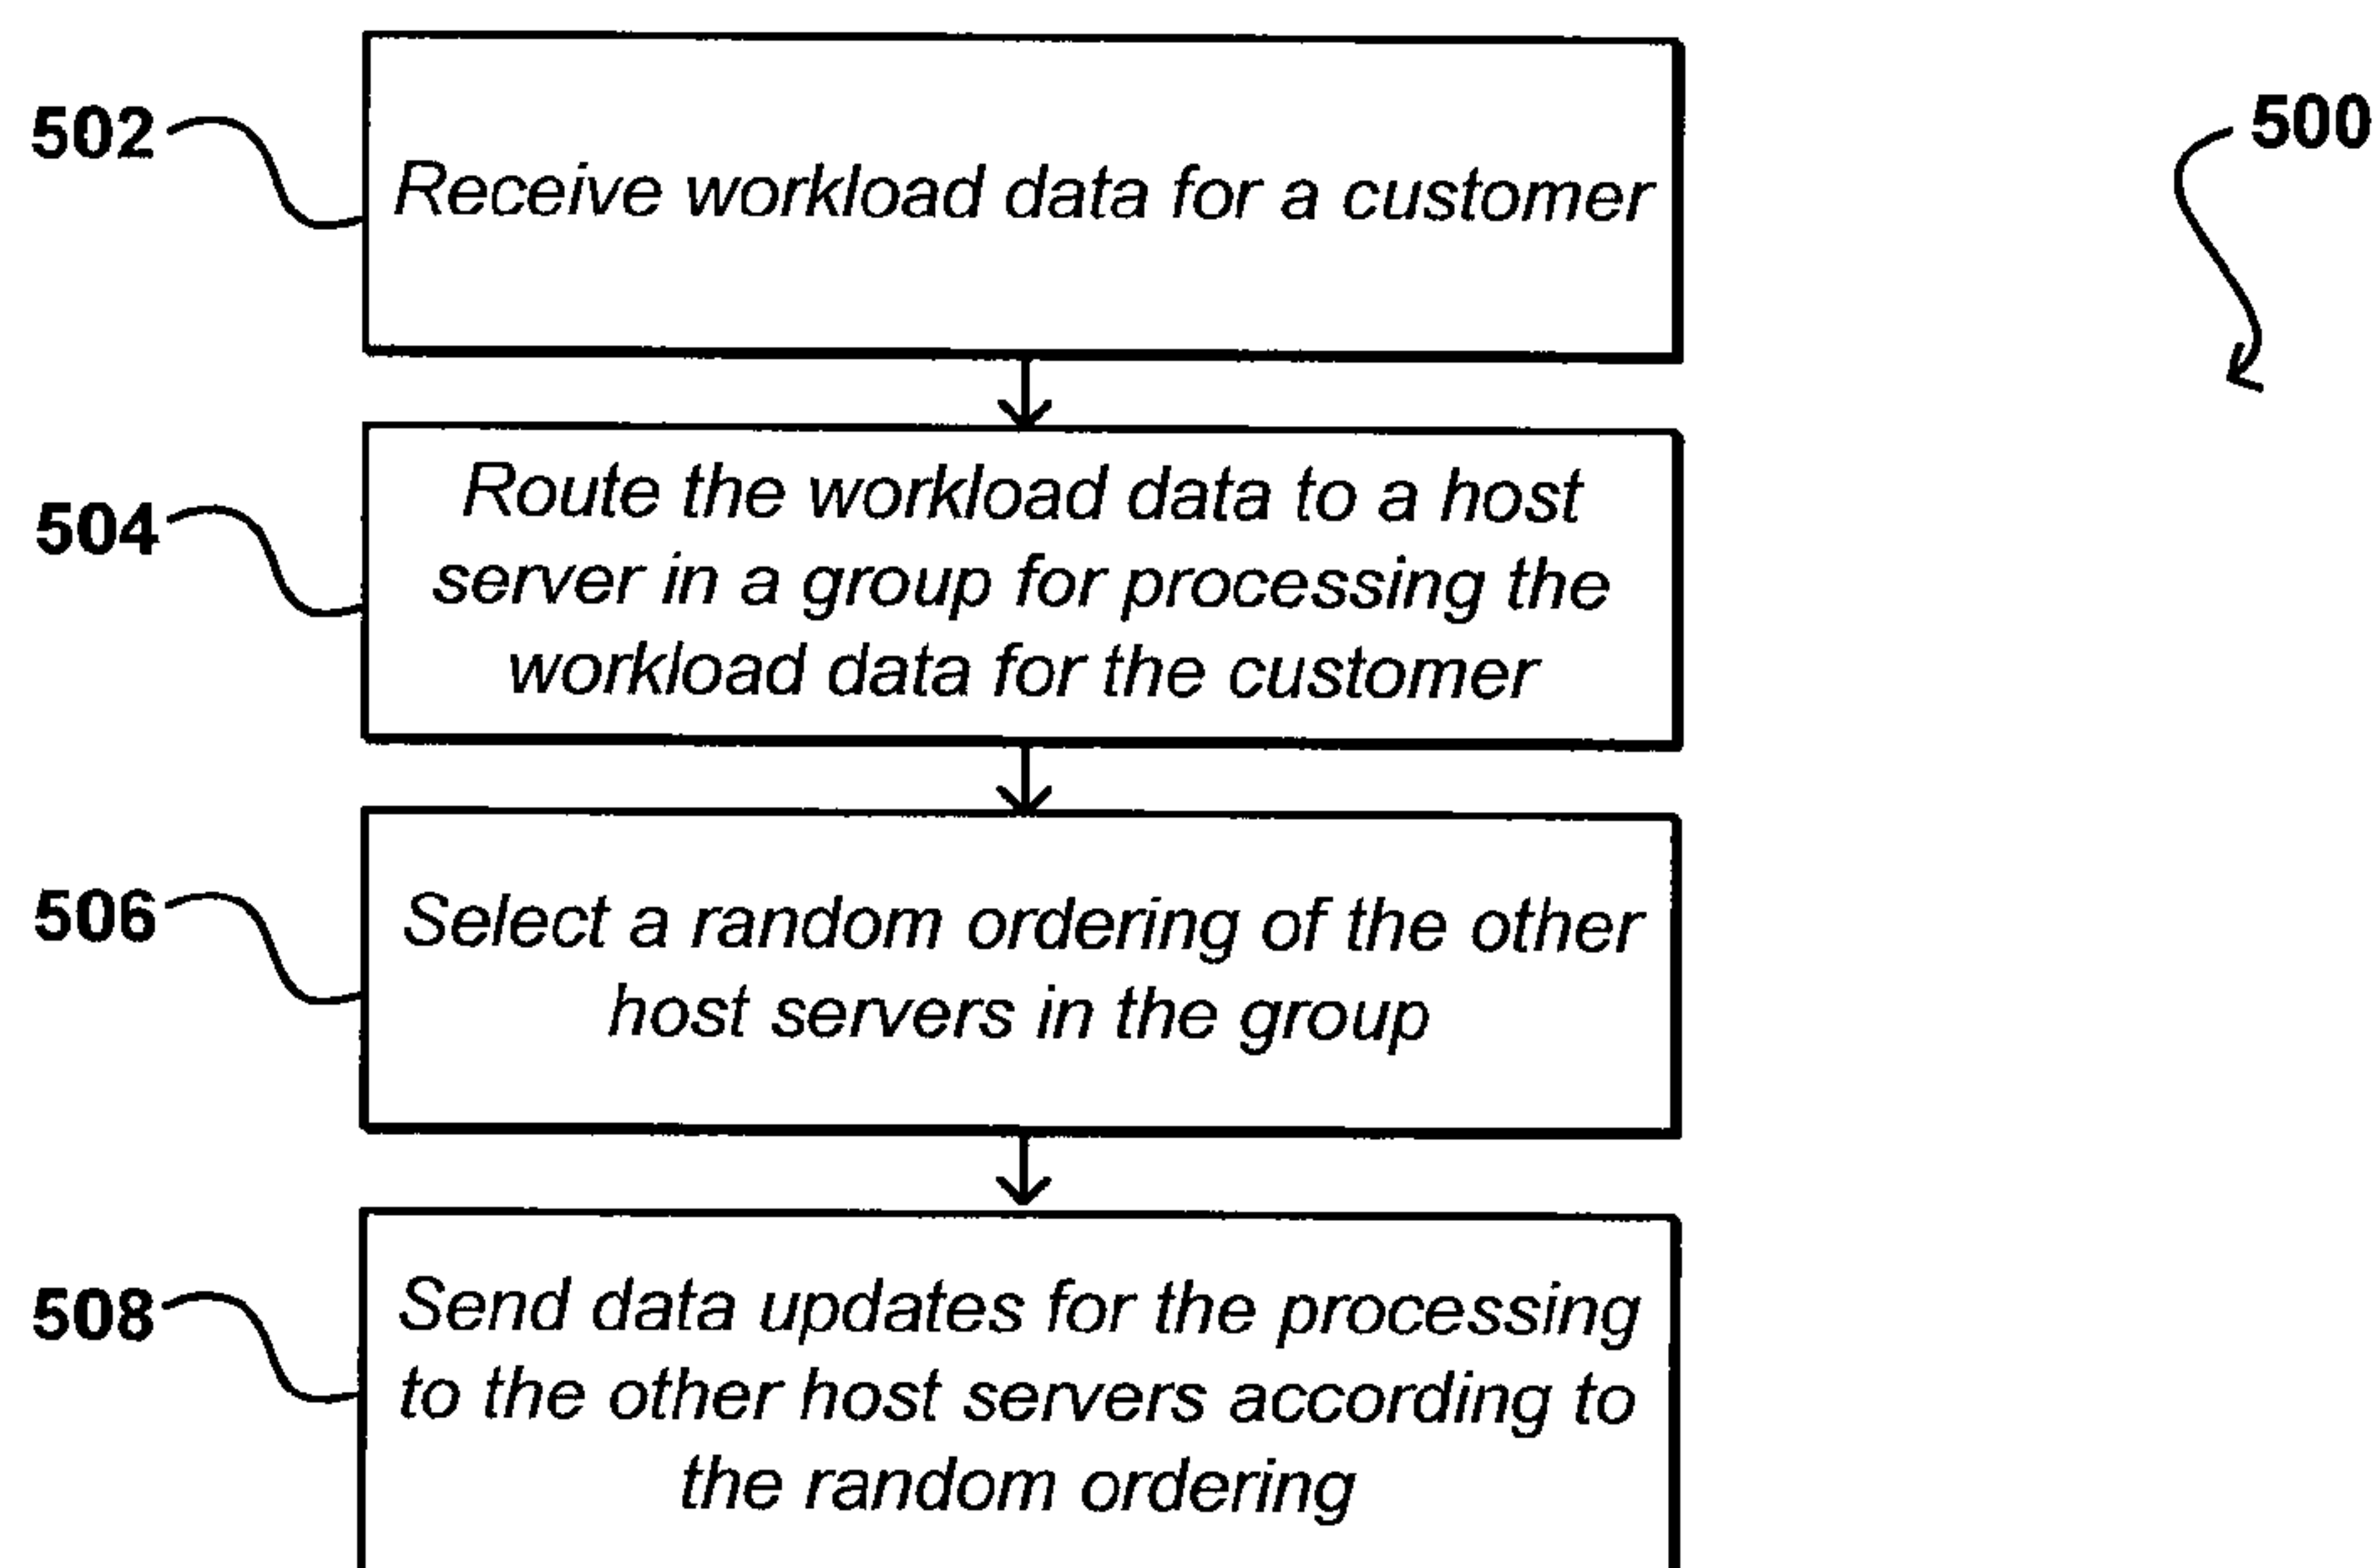 502
500
Receive workload data for a customer
504
Route the workload data to a host
server in a group for processing the
workload data for the customer
506
Select a random ordering of the other
host servers in the group
508
Send data updates for the processing
to the other host servers according to
the random ordering